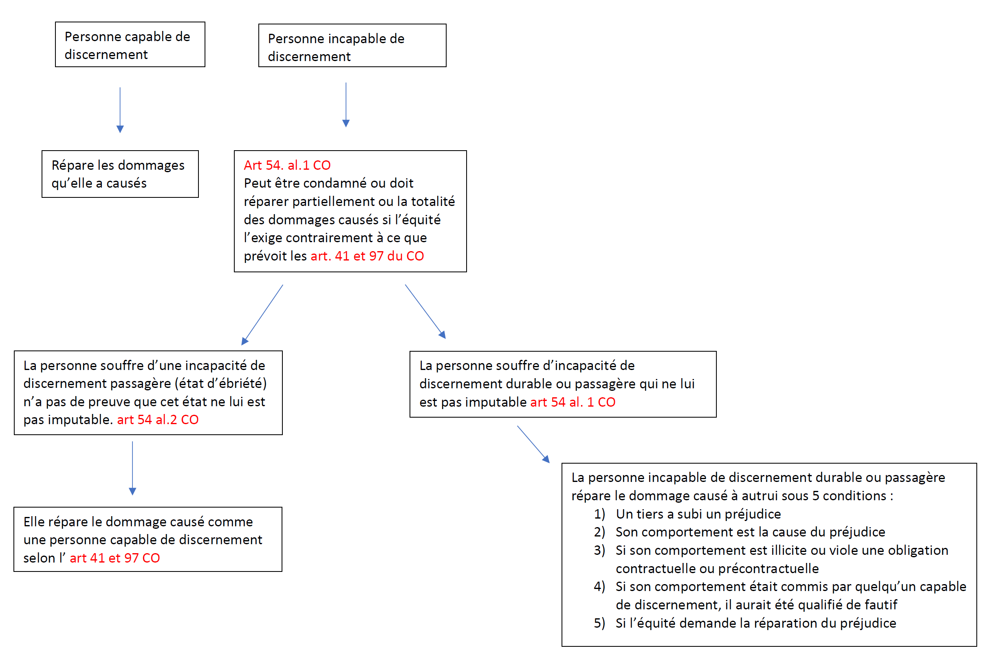 Personne capable de
discernement
Personne incapable de
discernement
Répare les dommages
qu’elle a causés
Art 54. al.1 CO
Peut être condamné ou doit
réparer partiellement ou la totalité
des dommages causés si l’équité
l’exige contrairement à ce que
prévoit les art. 41 et 97 du CO
La personne souffre d’une incapacité de
discernement passagère (état d’ébriété)
n’a pas de preuve que cet état ne lui est
pas imputable. art 54 al.2 CO
La personne souffre d’incapacité de
discernement durable ou passagère qui ne lui
est pas imputable art 54 al. 1 CO
Elle répare le dommage causé comme
une personne capable de discernement
selon l’ art 41 et 97 CO
La personne incapable de discernement durable ou passagère
répare le dommage causé à autrui sous 5 conditions :
1) Un tiers a subi un préjudice
2) Son comportement est la cause du préjudice
3) Si son comportement est illicite ou viole une obligation
contractuelle ou précontractuelle
4) Si son comportement était commis par quelqu’un capable
de discernement, il aurait été qualifié de fautif
5) Si l’équité demande la réparation du préjudice